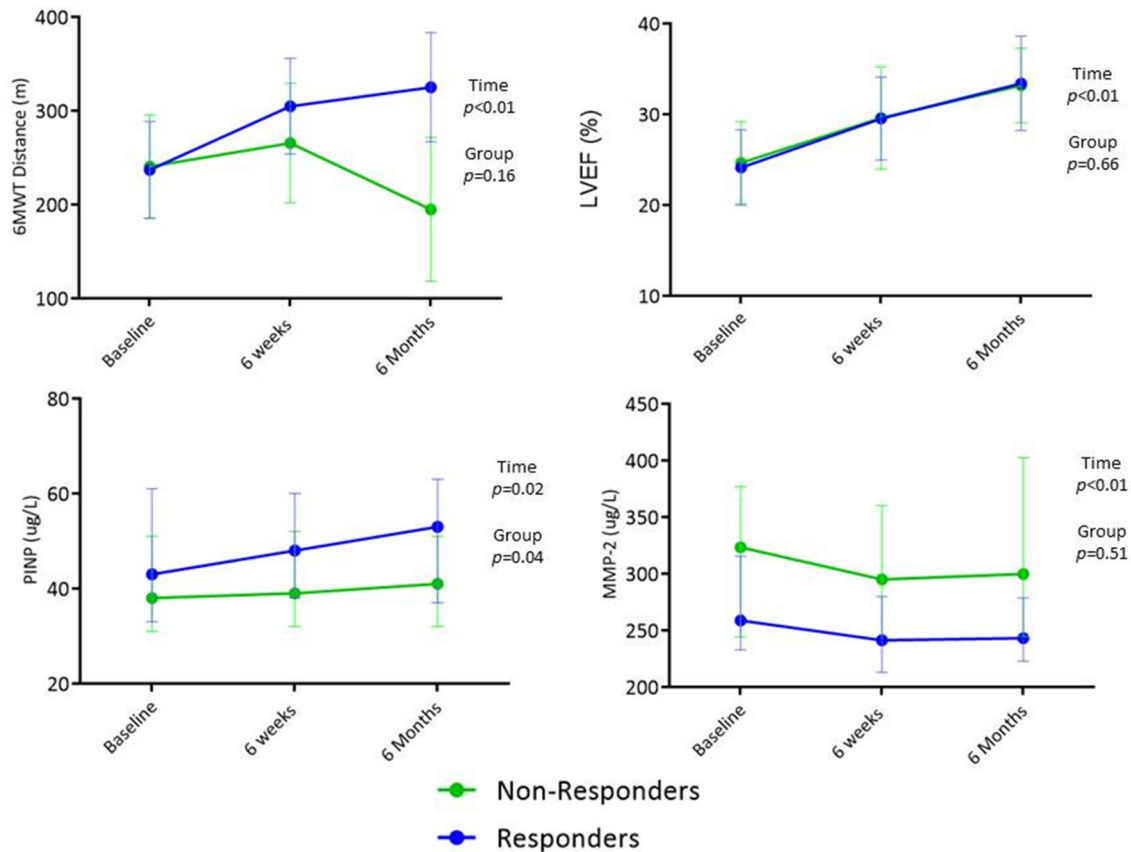 400
300
200
100
6MWT Distance (m)
Baseline
6 weeks
6 Months
Time
p<0.01
Group
p=0.16
40
30
20
10
LVEF (%)
Baseline
6 weeks
6 Months
Time
p<0.01
Group
p=0.66
80
60
40
20
PINP (ug/L)
Baseline
6 weeks
6 Months
Time
p=0.02
Group
p=0.04
450
400
350
300
250
200
MMP-2 (ug/L)
Baseline
6 weeks
6 Months
Time
p<0.01
Group
p=0.51
Non-Responders
Responders